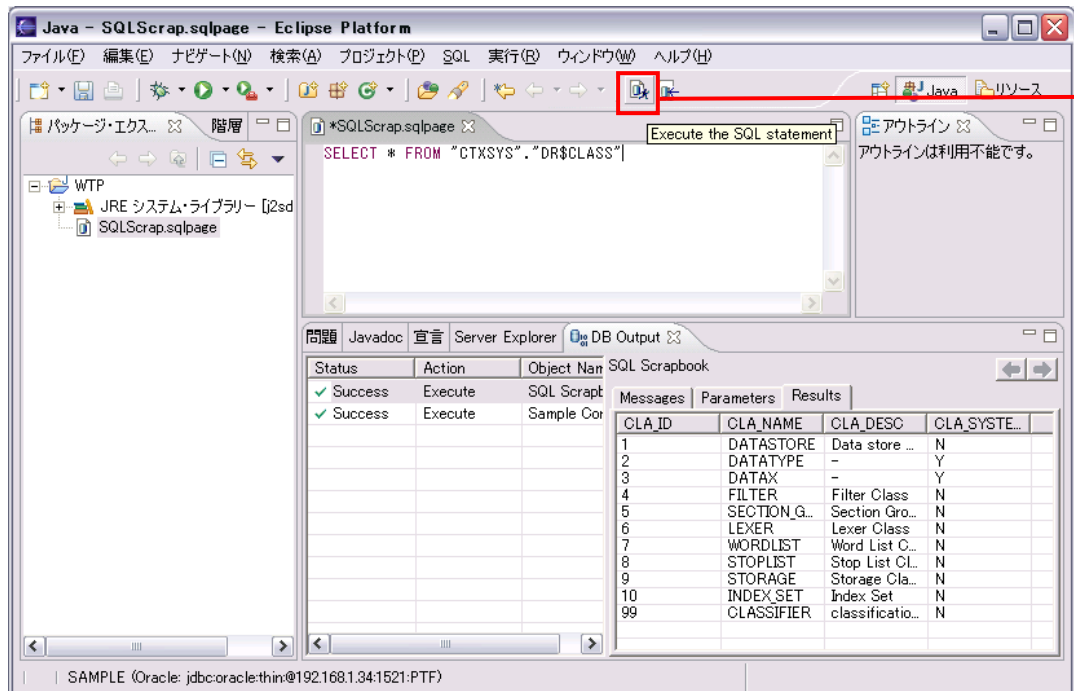 Java - SQLScrap.sqlpage - Eclipse Platform
ファイル(F) 編集(E) ナビゲート(N) 検索(A) プロジェクト(P) SQL 実行(R) ウィンドウ(W) ヘルプ(H)
Java リソース
パッケージ・エクス... 階層
*SQLScrap.sqlpage
Execute the SQL statement
アウトライン
SELECT * FROM "CTXSYS"."DR$CLASS"
アウトラインは利用不能です。
WTP
JRE システム・ライブラリー [j2sd
SQLScrap.sqlpage
問題 Javadoc 宣言 Server Explorer DB Output
Status Action Object Nam
Success Execute SQL Scrapb
Success Execute Sample Cor
SQL Scrapbook
Messages Parameters Results
CLA_ID CLA_NAME CLA_DESC CLA_SYSTE...
1 DATASTORE Data store ... N
2 DATATYPE - Y
3 DATAX - Y
4 FILTER Filter Class N
5 SECTION_G... Section Gro... N
6 LEXER Lexer Class N
7 WORDLIST Word List C... N
8 STOPLIST Stop List Cl... N
9 STORAGE Storage Cla... N
10 INDEX_SET Index Set N
99 CLASSIFIER classificatio... N
SAMPLE (Oracle: jdbc:oracle:thin:@192.168.1.34:1521:PTF)